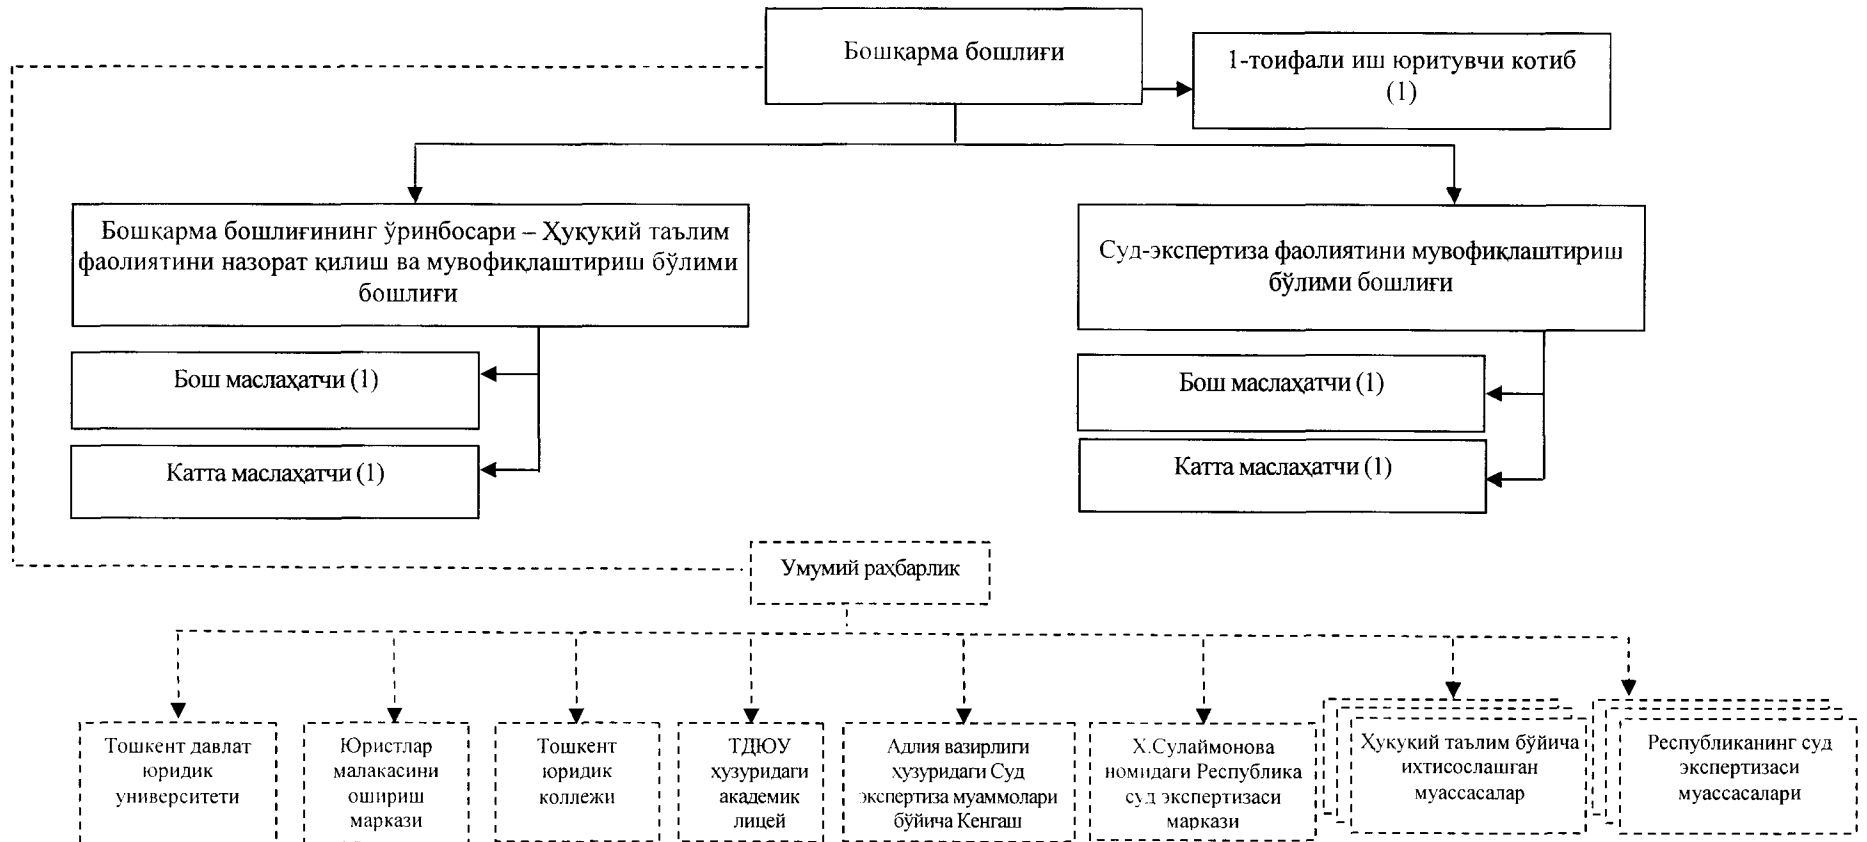 Бошқарма бошлиғи
1-тоифали иш юритувчи котиб
(1)
Бошқарма бошлиғининг ўринбосари – Ҳуқуқий таълим
фаолиятини назорат қилиш ва мувофиқлаштириш бўлими
бошлиғи
Суд-экспертиза фаолиятини мувофиқлаштириш
бўлими бошлиғи
Бош маслаҳатчи (1)
Катта маслаҳатчи (1)
Бош маслаҳатчи (1)
Катта маслаҳатчи (1)
Умумий раҳбарлик
Тошкент давлат
юридик
университети
Юристлар
малакасини
ошириш
маркази
Тошкент
юридик
коллежи
ТДЮУ
ҳузуридаги
академик
лицей
Адлия вазирлиги
ҳузуридаги Суд
экспертиза муаммолари
бўйича Кенгаш
Х.Сулаймонова
номидаги Республика
суд экспертизаси
маркази
Ҳуқуқий таълим бўйича
ихтисослашган
муассасалар
Республиканинг суд
экспертизаси
муассасалари